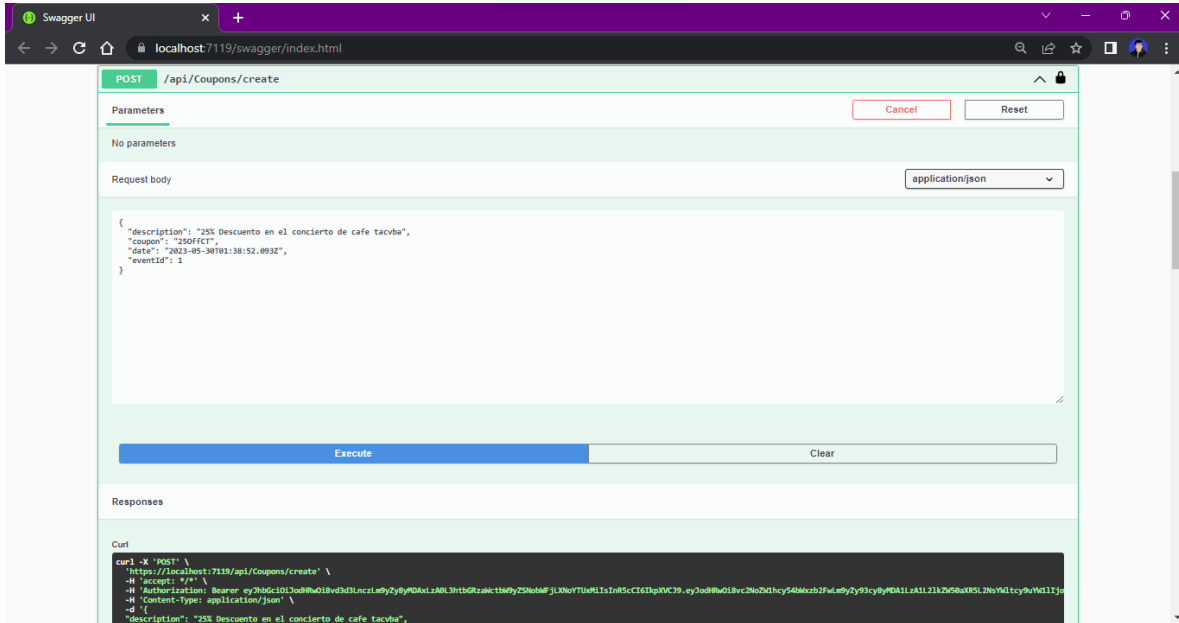 Swagger UI
localhost:7119/swagger/index.html
POST /api/Coupons/create
Parameters
Cancel
Reset
No parameters
Request body
application/json
{
"description": "25% Descuento en el concierto de cafe tacvba",
"coupon": "25OffCT",
"date": "2023-05-30T01:38:52.093Z",
"eventId": 1
}
Execute
Clear
Responses
Curl
curl -X 'POST' \
'https://localhost:7119/api/Coupons/create' \
-H 'accept: */*' \
-H 'Authorization: Bearer
-H 'Content-Type: application/json' \
-d '{
"description": "25% Descuento en el concierto de cafe tacvba",